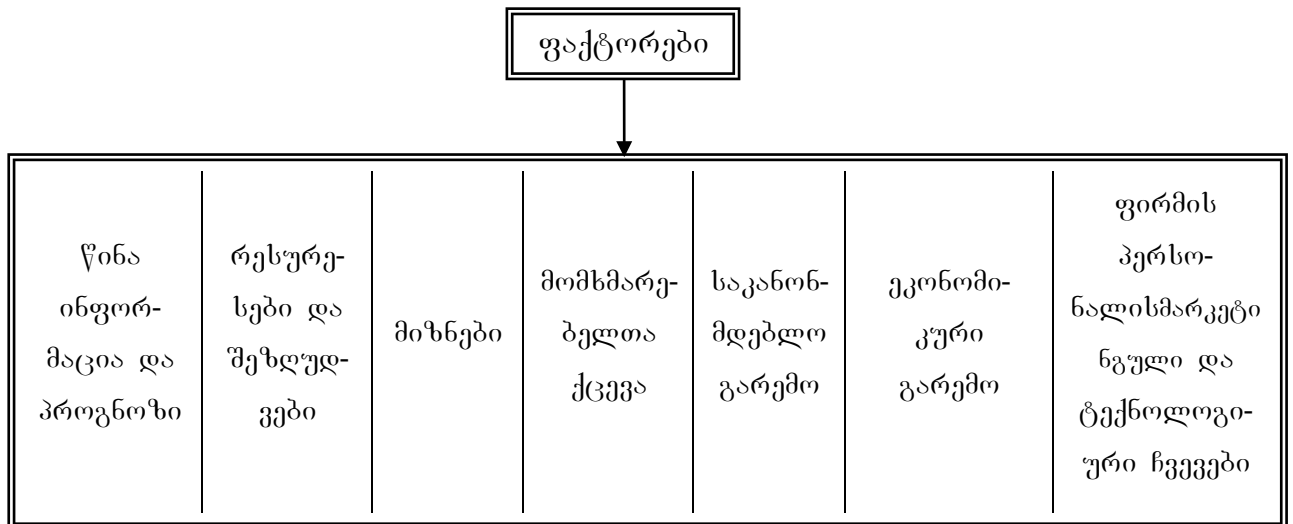 ფაქტორები
წინა
ინფორ-
მაცია და
პროგნოზი
რესურე-
სები და
შეზღუდ-
ვები
მიზნები
მომხმარე-
ბელთა
ქცევა
საკანონ-
მდებლო
გარემო
ეკონომი-
კური
გარემო
ფირმის
პერსო-
ნალისმარკეტი
ნგული და
ტექნოლოგი-
ური ჩვევები